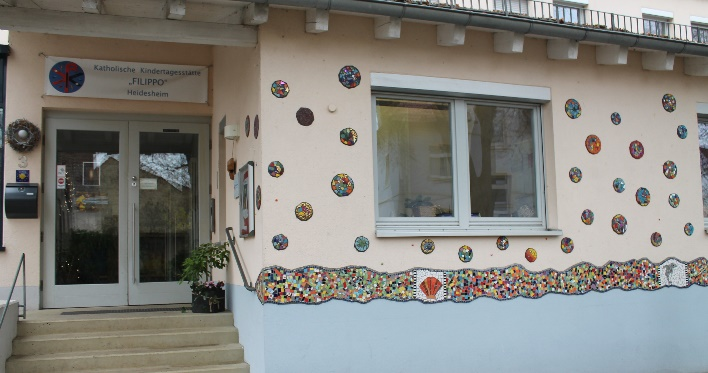 Katholische Kindertagesstätte
„FILIPPO"
Heidesheim